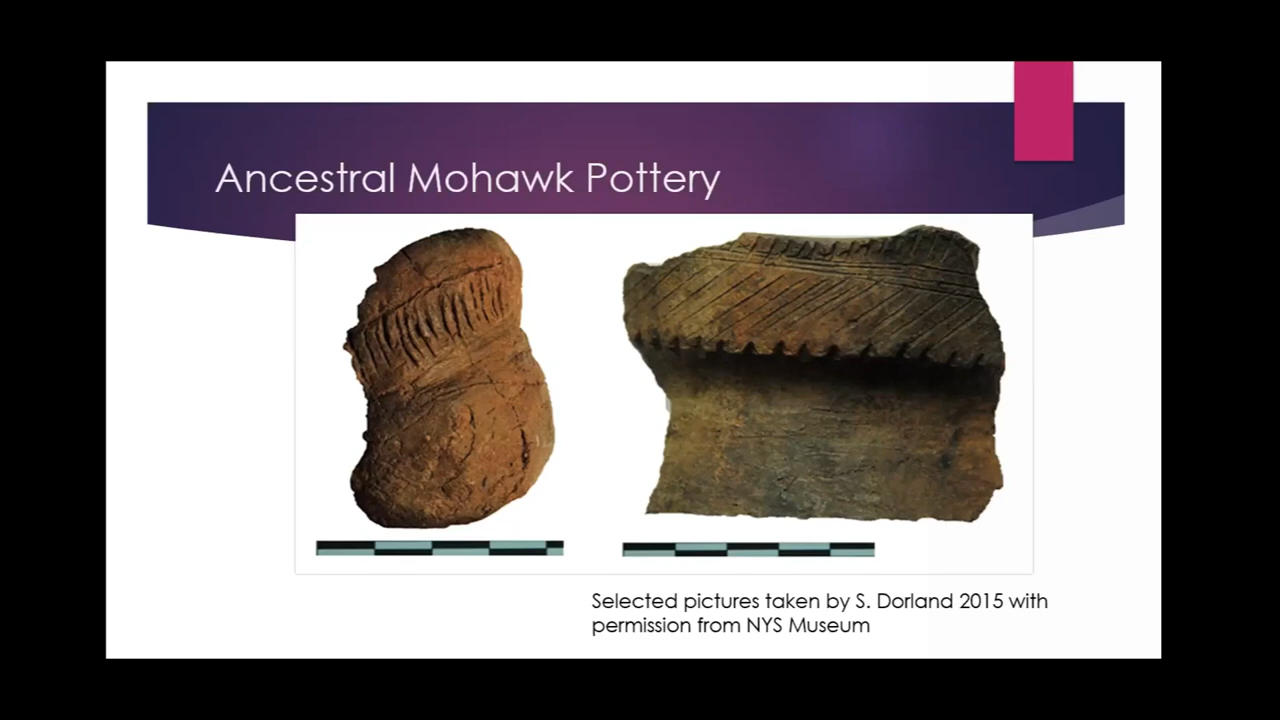 Ancestral Mohawk Pottery
Selected pictures taken by S. Dorland 2015 with
permission from NYS Museum